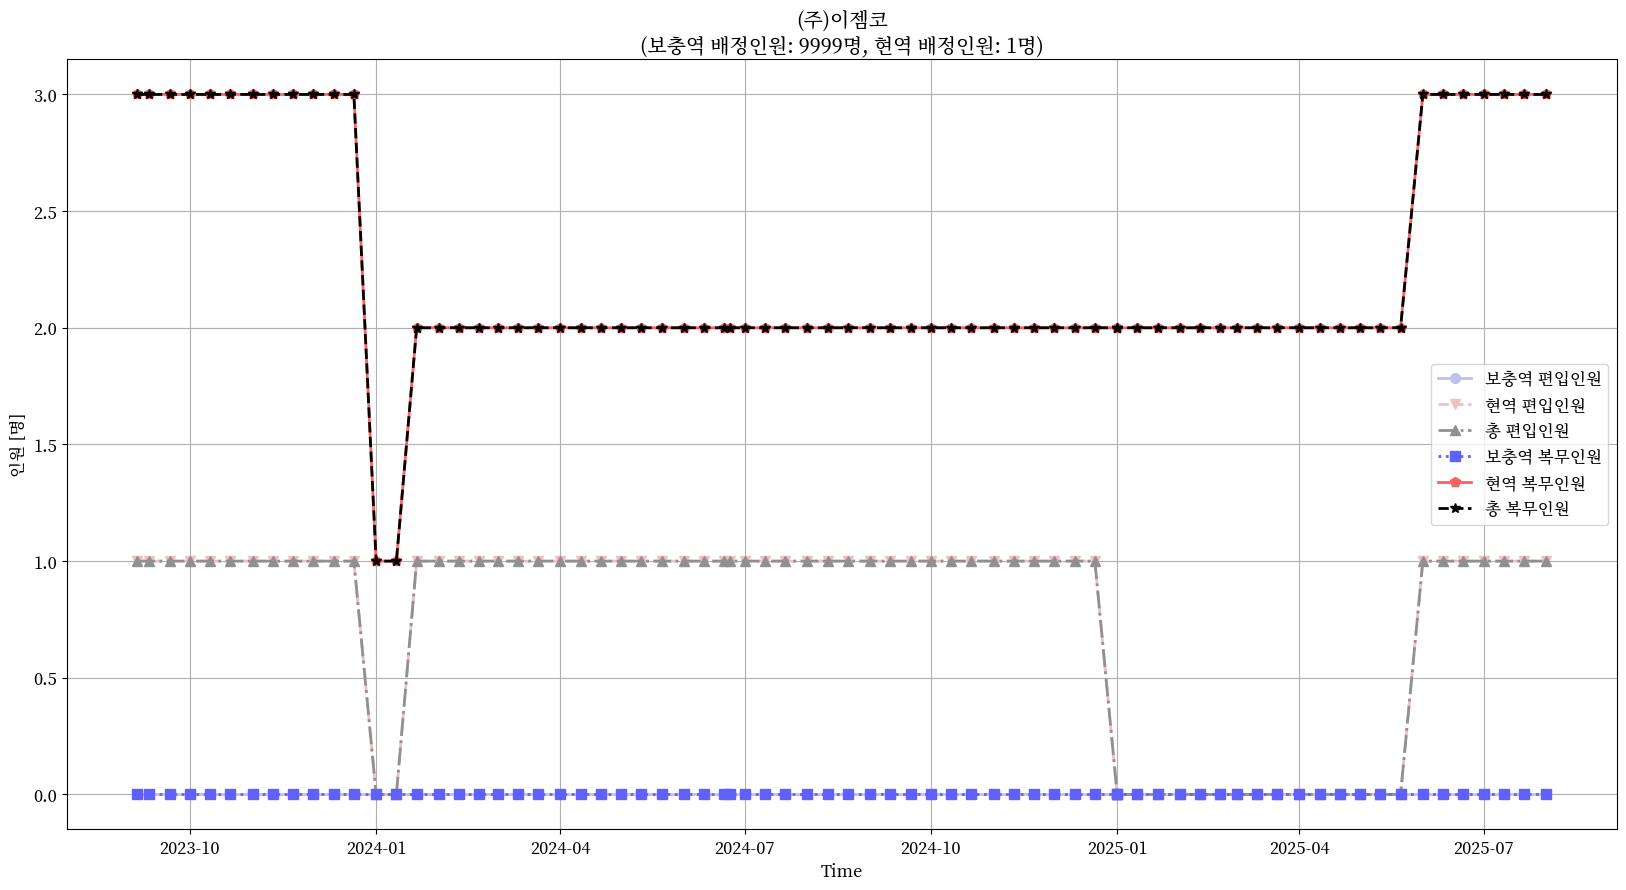 (주)이젬코
(보충역 배정인원: 9999명, 현역 배정인원: 1명)
3.0
2.5
2.0
1.5
1.0
0.5
0.0
인원 [명]
보충역 편입인원
현역 편입인원
총 편입인원
보충역 복무인원
현역 복무인원
총 복무인원
2023-10
2024-01
2024-04
2024-07
2024-10
2025-01
2025-04
2025-07
Time